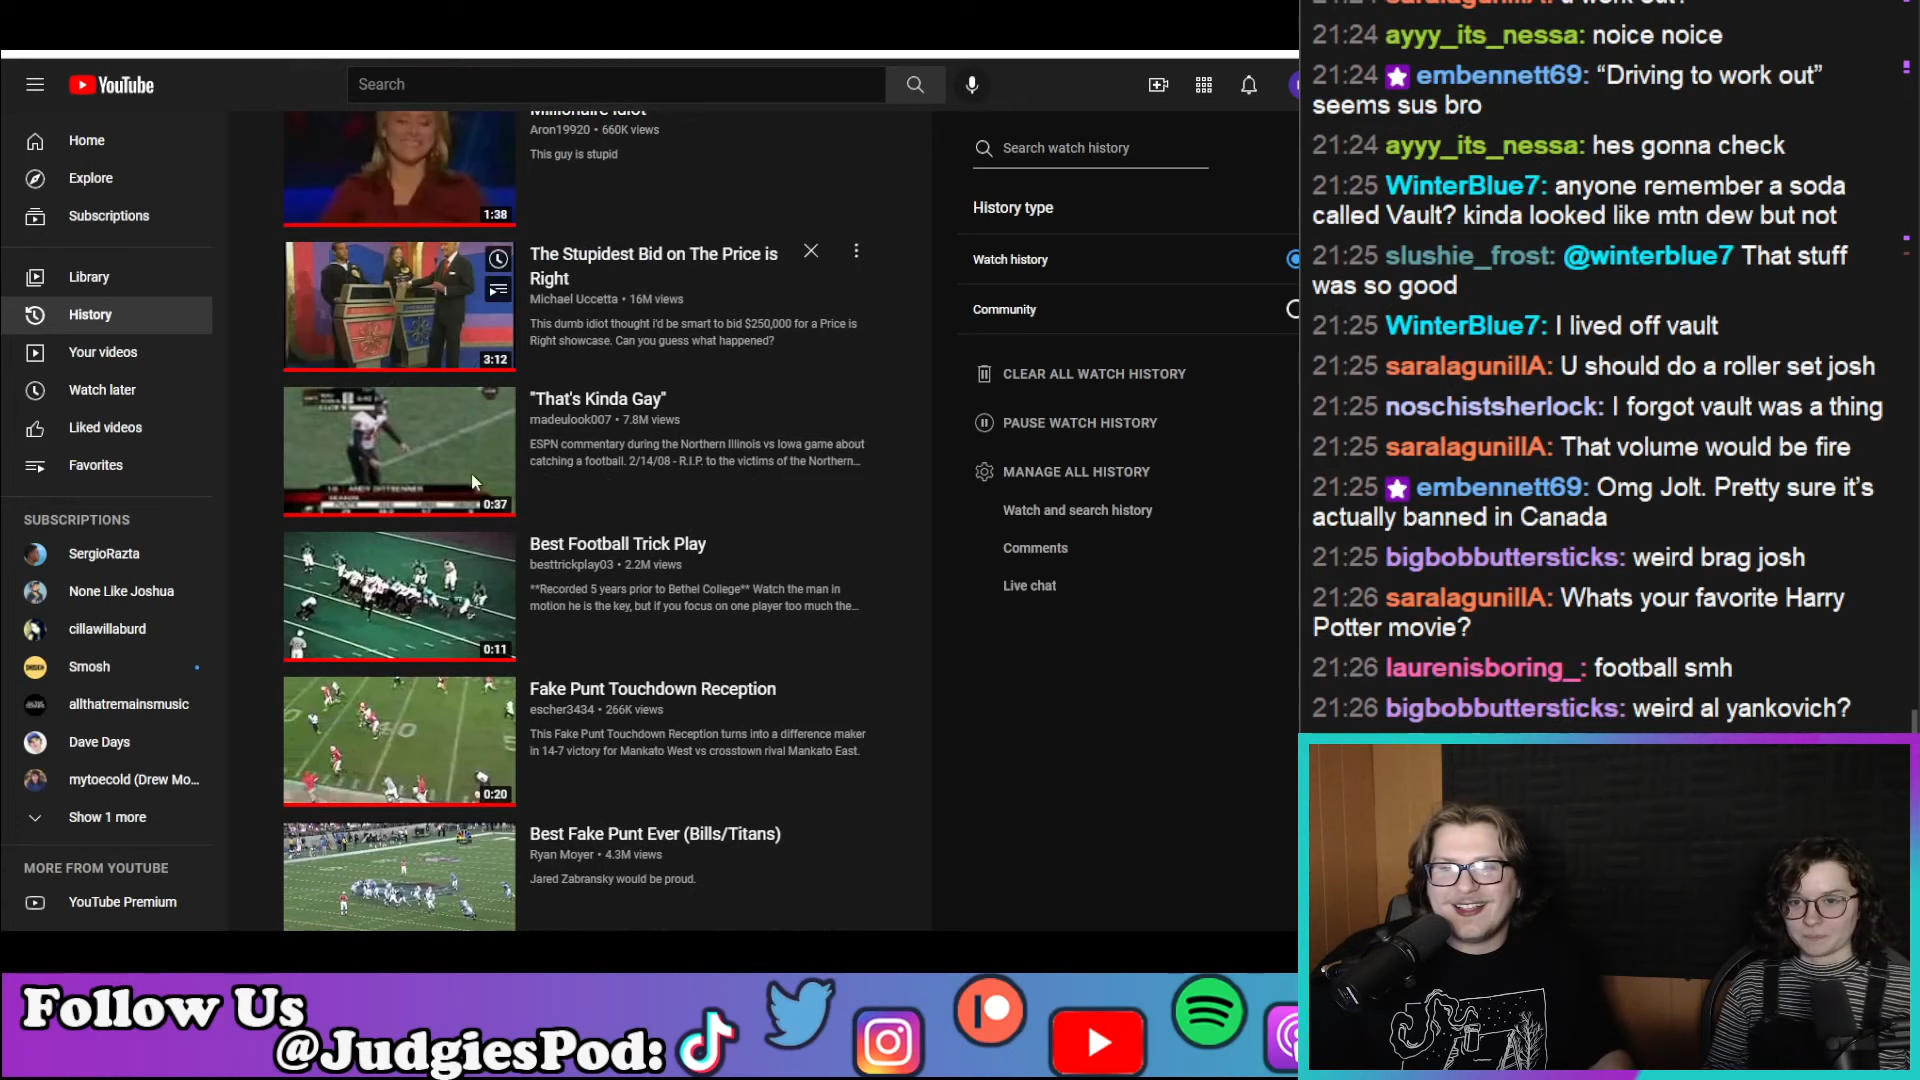 YouTube
Search
Home
Explore
Subscriptions
Library
History
Your videos
Watch later
Liked videos
Favorites
SUBSCRIPTIONS
SergioRazta
None Like Joshua
cillawillaburd
Smosh
allthatremainsmusic
Dave Days
mytoecold (Drew Mo...
Show 1 more
MORE FROM YOUTUBE
YouTube Premium
Millionaire Idiot
Aron19920 • 660K views
This guy is stupid
1:38
The Stupidest Bid on The Price is
Right
Michael Uccetta • 16M views
This dumb idiot thought i'd be smart to bid $250,000 for a Price is
Right showcase. Can you guess what happened?
3:12
"That's Kinda Gay"
madeulook007 • 7.8M views
ESPN commentary during the Northern Illinois vs Iowa game about
catching a football. 2/14/08 - R.I.P. to the victims of the Northern...
0:37
Best Football Trick Play
besttrickplay03 • 2.2M views
**Recorded 5 years prior to Bethel College** Watch the man in
motion he is the key, but if you focus on one player too much the...
0:11
Fake Punt Touchdown Reception
escher3434 • 266K views
This Fake Punt Touchdown Reception turns into a difference maker
in 14-7 victory for Mankato West vs crosstown rival Mankato East.
0:20
Best Fake Punt Ever (Bills/Titans)
Ryan Moyer • 4.3M views
Jared Zabransky would be proud.
Search watch history
History type
Watch history
Community
CLEAR ALL WATCH HISTORY
PAUSE WATCH HISTORY
MANAGE ALL HISTORY
Watch and search history
Comments
Live chat
21:24 ayyy_its_nessa: noice noice
21:24 embennett69: “Driving to work out”
seems sus bro
21:24 ayyy_its_nessa: hes gonna check
21:25 WinterBlue7: anyone remember a soda
called Vault? kinda looked like mtn dew but not
21:25 slushie_frost: @winterblue7 That stuff
was so good
21:25 WinterBlue7: I lived off vault
21:25 saralagunillA: U should do a roller set josh
21:25 noschistsherlock: I forgot vault was a thing
21:25 saralagunillA: That volume would be fire
21:25 embennett69: Omg Jolt. Pretty sure it’s
actually banned in Canada
21:25 bigbobbuttersticks: weird brag josh
21:26 saralagunillA: Whats your favorite Harry
Potter movie?
21:26 laurenisboring_: football smh
21:26 bigbobbuttersticks: weird al yankovich?
Follow Us
@JudgiesPod: